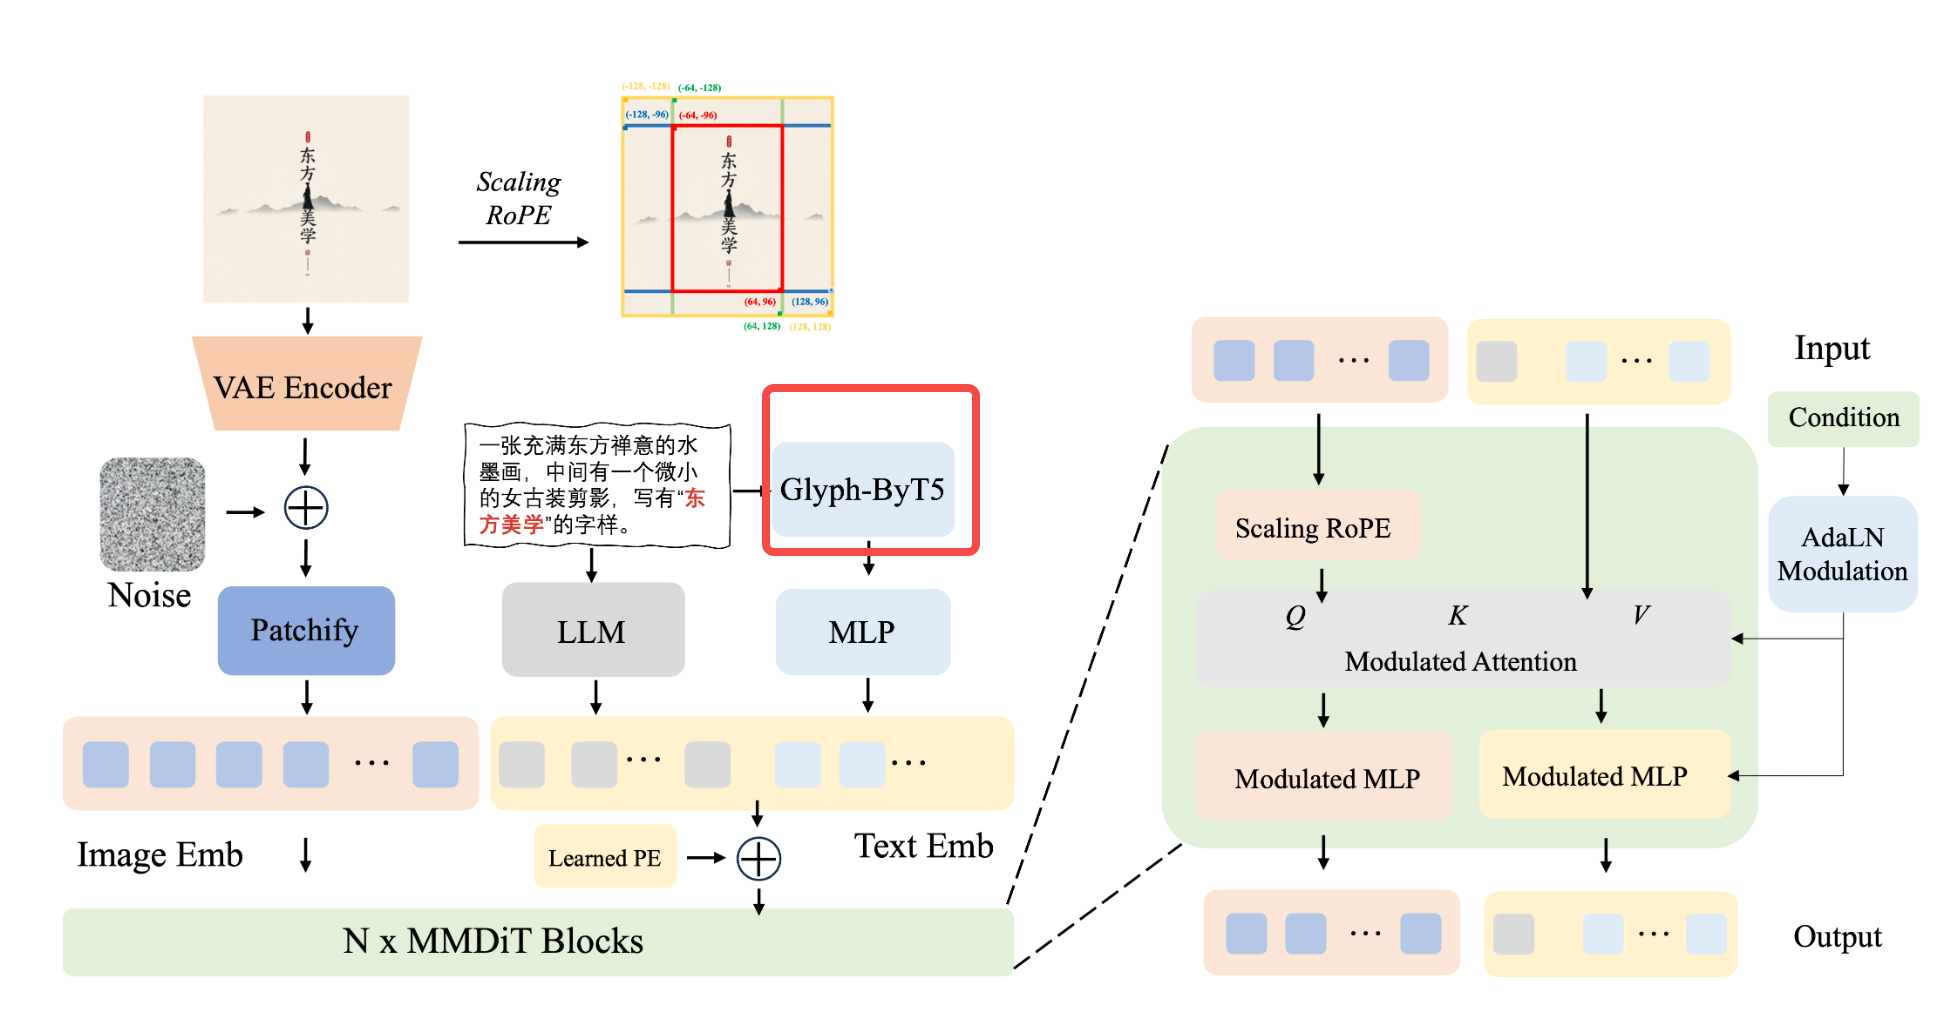 (-128, -128)
(-64, -128)
(-128, -96)
(-64, -96)
东
方
美
学
Scaling
RoPE
东
方
美
学
(64, 96)
(128, 96)
(64, 128)
(128, 128)
VAE Encoder
Noise
Patchify
一张充满东方禅意的水
墨画，中间有一个微小
的女古装剪影，写有“东
方美学”的字样。
Glyph-ByT5
LLM
MLP
...
...
...
Image Emb
Learned PE
Text Emb
N x MMDiT Blocks
...
...
Input
Condition
Scaling RoPE
AdaLN
Modulation
Q K V
Modulated Attention
Modulated MLP
Modulated MLP
...
...
Output